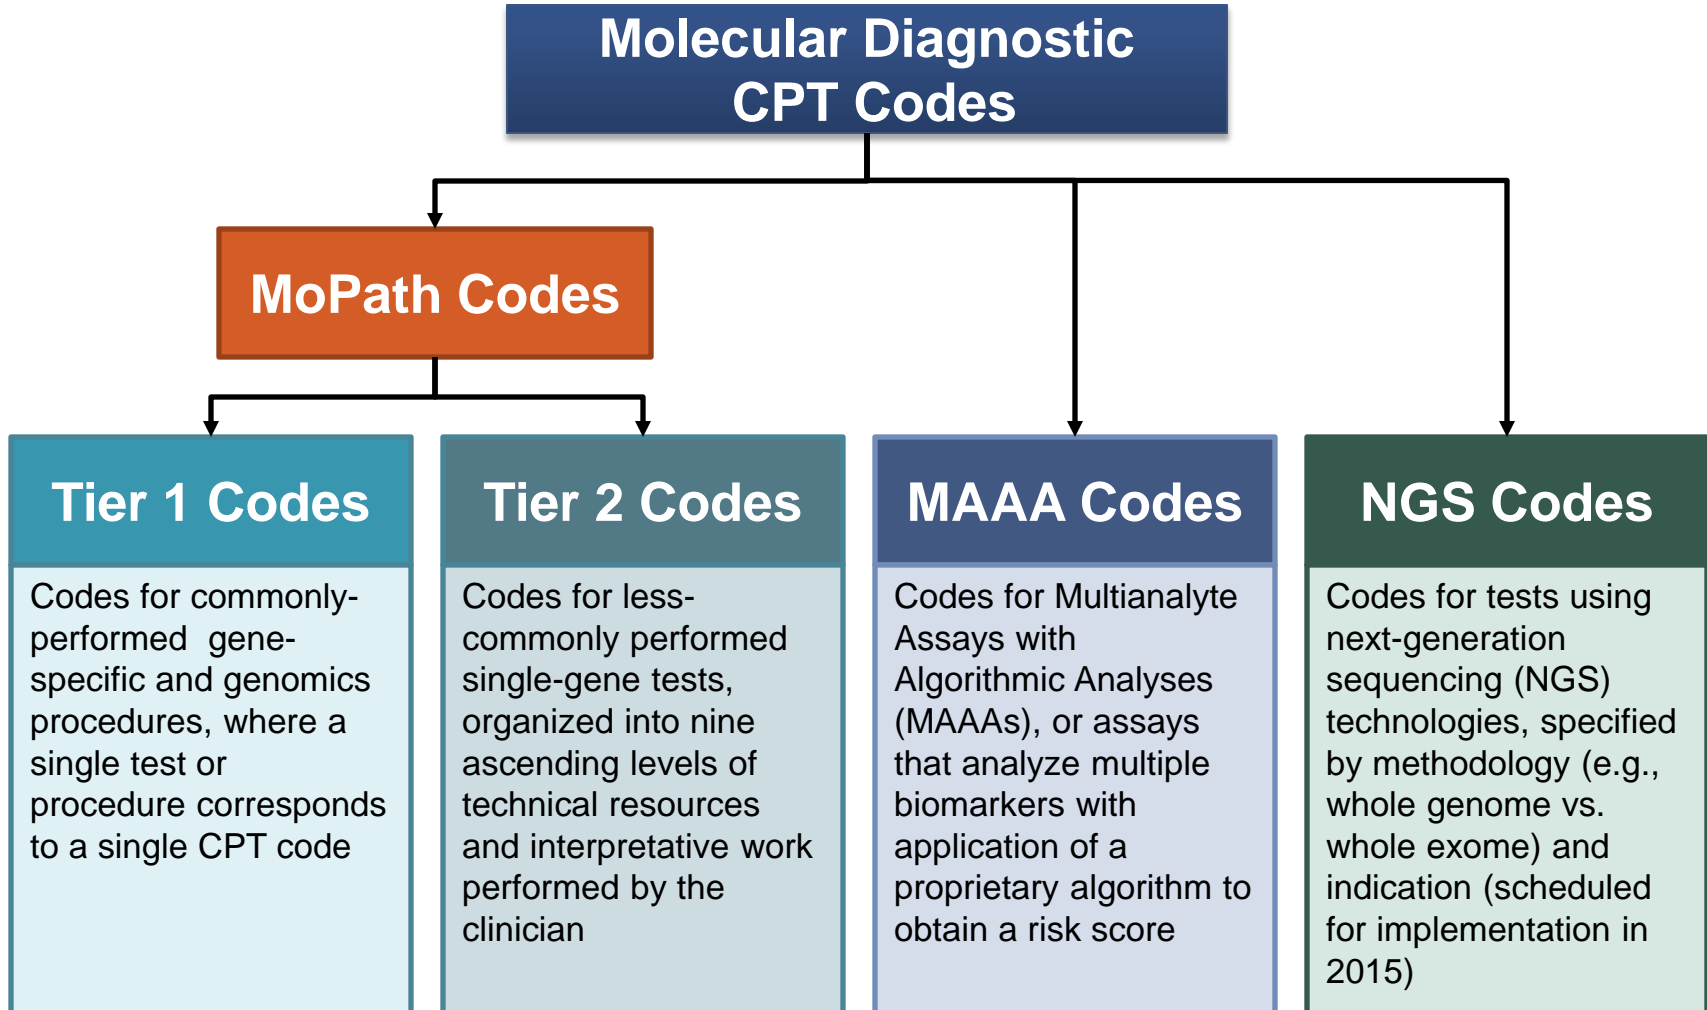 Molecular Diagnostic
CPT Codes
MoPath Codes
Tier 1 Codes
Codes for commonly-
performed gene-
specific and genomics
procedures, where a
single test or
procedure corresponds
to a single CPT code
Tier 2 Codes
Codes for less-
commonly performed
single-gene tests,
organized into nine
ascending levels of
technical resources
and interpretative work
performed by the
clinician
MAAA Codes
Codes for Multianalyte
Assays with
Algorithmic Analyses
(MAAAs), or assays
that analyze multiple
biomarkers with
application of a
proprietary algorithm to
obtain a risk score
NGS Codes
Codes for tests using
next-generation
sequencing (NGS)
technologies, specified
by methodology (e.g.,
whole genome vs.
whole exome) and
indication (scheduled
for implementation in
2015)